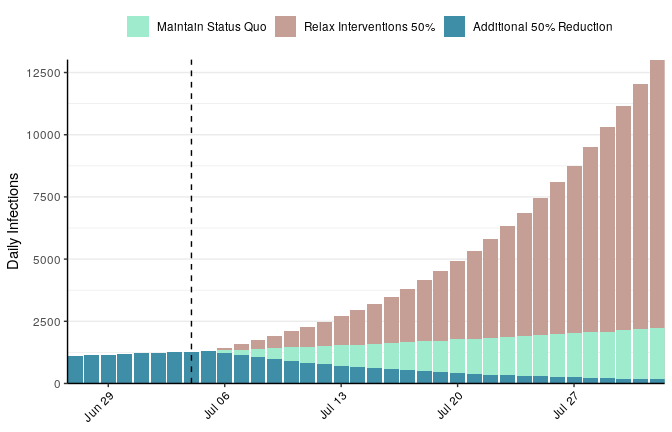 Maintain Status Quo Relax Interventions 50% Additional 50% Reduction
Daily Infections
12500
10000
7500
5000
2500
0
Jun 29 Jul 06 Jul 13 Jul 20 Jul 27